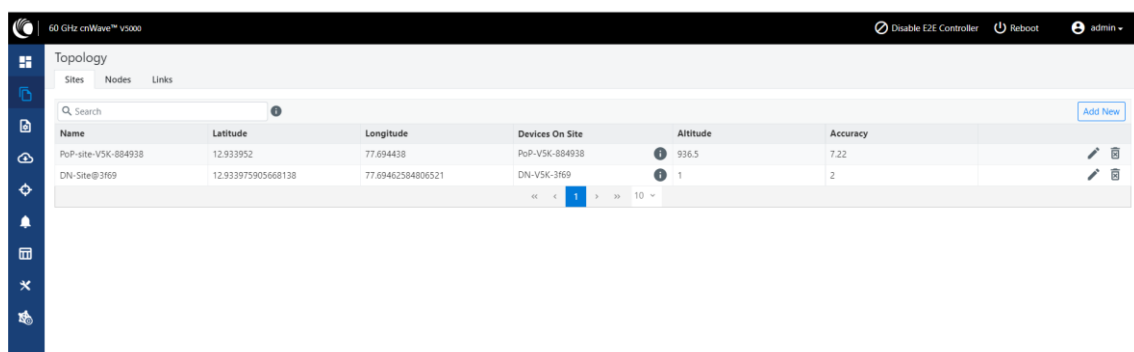 60 GHz cnWave™ V5000 Disable E2E Controller Reboot admin
Topology
Sites Nodes Links
Search Add New
Name Latitude Longitude Devices On Site Altitude Accuracy
PoP-site-V5K-884938 12.933952 77.694438 PoP-V5K-884938 936.5 7.22
DN-Site@3f69 12.933975905668138 77.69462584806521 DN-V5K-3f69 1 2
« ‹ 1 › » 10